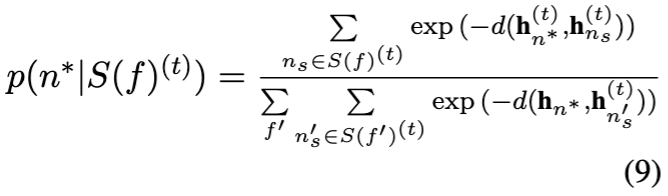 p(n*|S(f)^{(t)}) = \frac{\sum_{n_s \in S(f)^{(t)}} \exp(-d(\mathbf{h}_{n*}^{(t)}, \mathbf{h}_{n_s}^{(t)}))}{\sum_{f'} \sum_{n'_s \in S(f')^{(t)}} \exp(-d(\mathbf{h}_{n*}, \mathbf{h}_{n'_s}^{(t)}))}
(9)